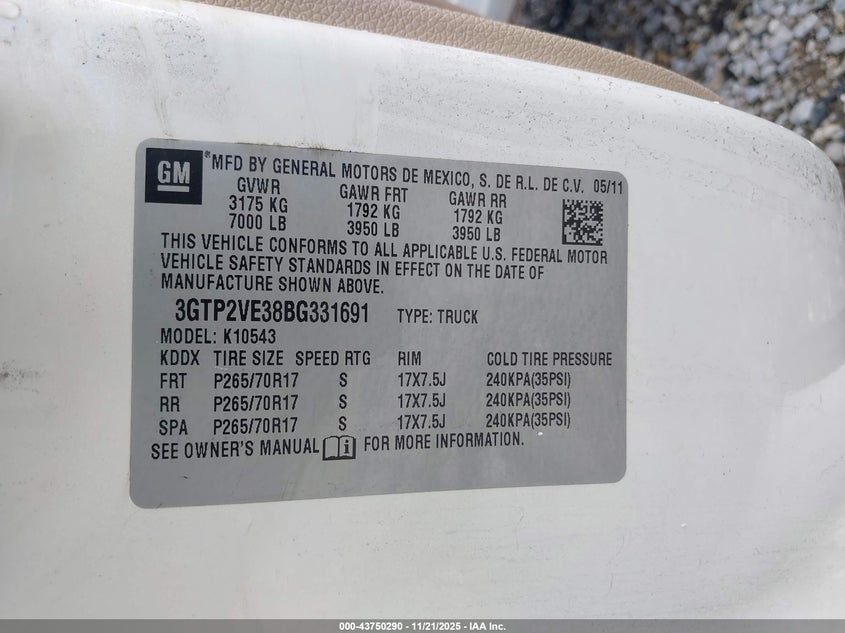 GM
*MFD BY GENERAL MOTORS DE MEXICO, S. DE R.L. DE C.V. 05/11
GVWR GAWR FRT GAWR RR
3175 KG 1792 KG 1792 KG
7000 LB 3950 LB 3950 LB
THIS VEHICLE CONFORMS TO ALL APPLICABLE U.S. FEDERAL MOTOR
VEHICLE SAFETY STANDARDS IN EFFECT ON THE DATE OF
MANUFACTURE SHOWN ABOVE.
3GTP2VE38BG331691 TYPE: TRUCK
MODEL: K10543
KDDX TIRE SIZE SPEED RTG RIM COLD TIRE PRESSURE
FRT P265/70R17 S 17X7.5J 240KPA(35PSI)
RR P265/70R17 S 17X7.5J 240KPA(35PSI)
SPA P265/70R17 S 17X7.5J 240KPA(35PSI)
SEE OWNER'S MANUAL i FOR MORE INFORMATION.
000-43750290 - 11/21/2025 - IAA Inc.